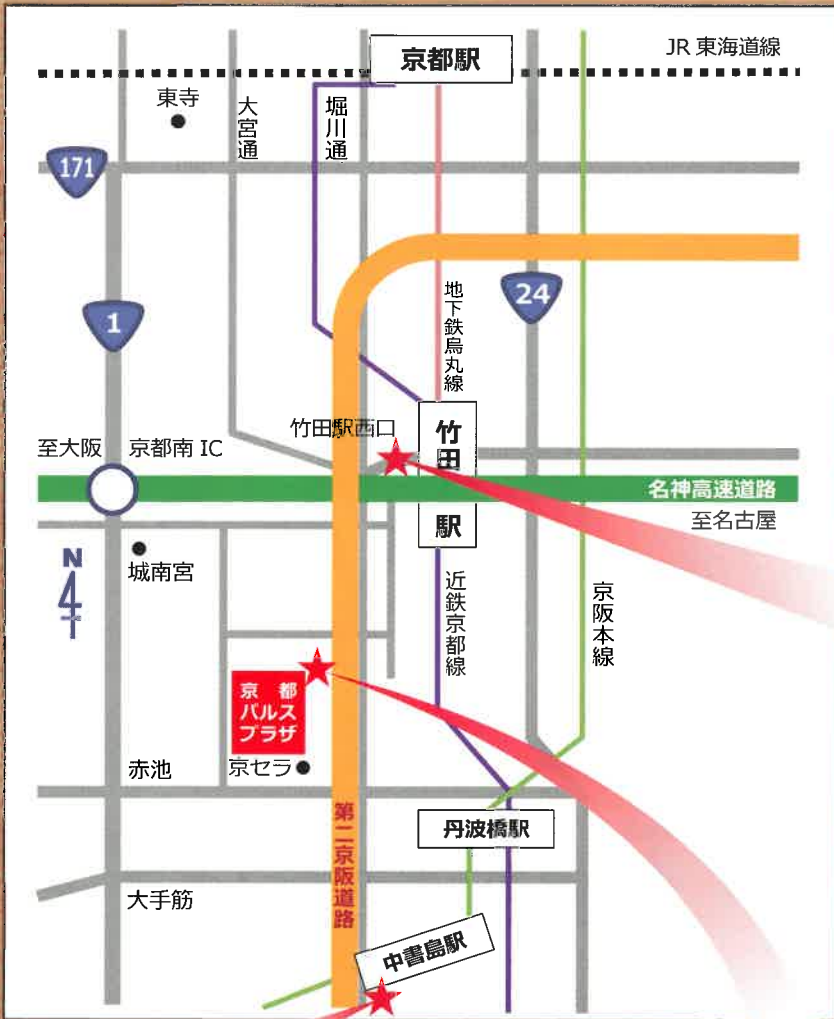 京都駅
JR 東海道線
東寺
大宮通
堀川通
171
1
24
地下鉄烏丸線
竹田駅西口
竹田駅
至大阪
京都南 IC
名神高速道路
至名古屋
城南宮
N
近鉄京都線
京阪本線
京都
パルス
プラザ
赤池
京セラ
丹波橋駅
第二京阪道路
大手筋
中書島駅